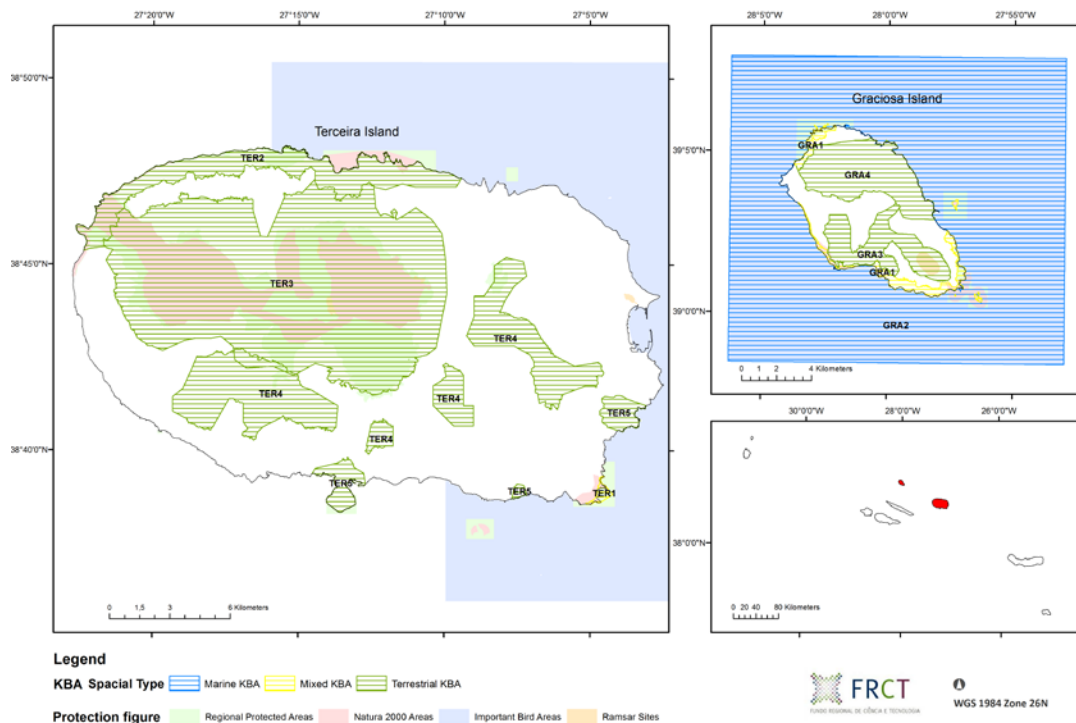 27°20'0"W 27°15'0"W 27°10'0"W 27°5'0"W
38°50'0"N
38°45'0"N
38°40'0"N
Terceira Island
TER2
TER3
TER4
TER4
TER4
TER4
TER5
TER5
TER5
TER1
0 1,5 3 6 Kilometers
28°5'0"W 28°0'0"W 27°55'0"W
39°5'0"N
39°0'0"N
Graciosa Island
GRA1
GRA4
GRA3
GRA1
GRA2
0 1 2 4 Kilometers
30°0'0"W 28°0'0"W 26°0'0"W
38°0'0"N
0 20 40 80 Kilometers
Legend
KBA Spacial Type Marine KBA Mixed KBA Terrestrial KBA
Protection figure Regional Protected Areas Natura 2000 Areas Important Bird Areas Ramsar Sites
FRCT
FUNDO REGIONAL DE CIÊNCIA E TECNOLOGIA
WGS 1984 Zone 26N